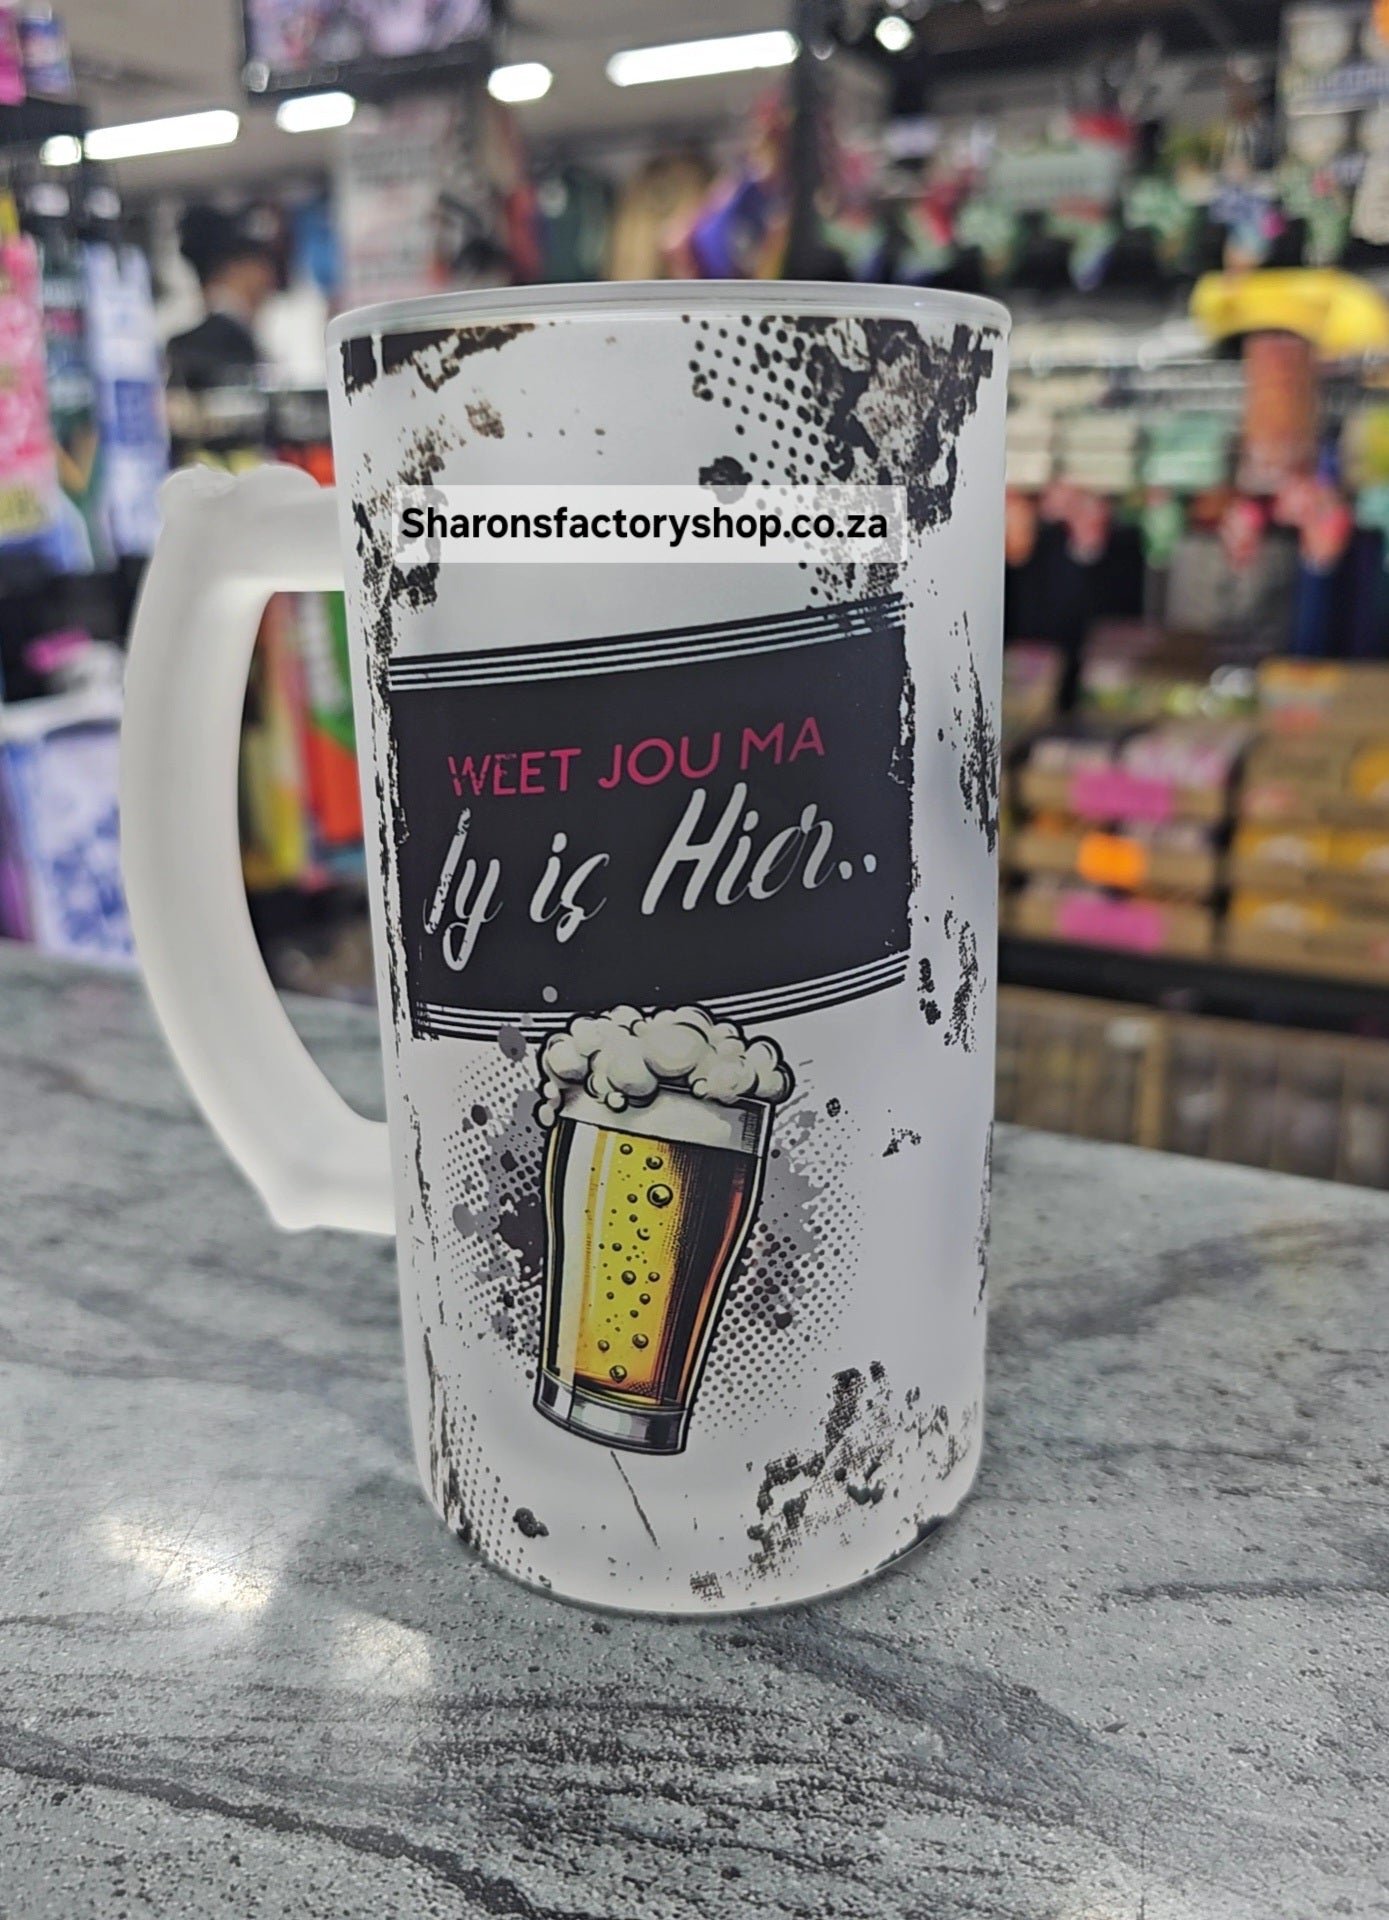 Sharonsfactoryshop.co.za
WEET JOU MA
Jy is Hier..